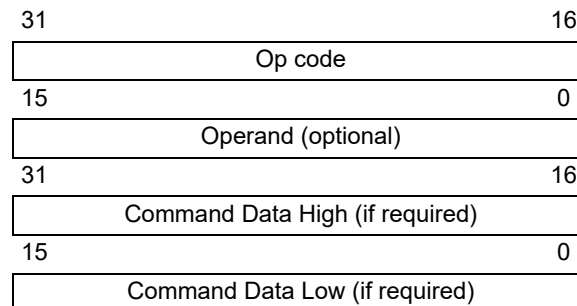 31 16
Op code
15 0
Operand (optional)
31 16
Command Data High (if required)
15 0
Command Data Low (if required)